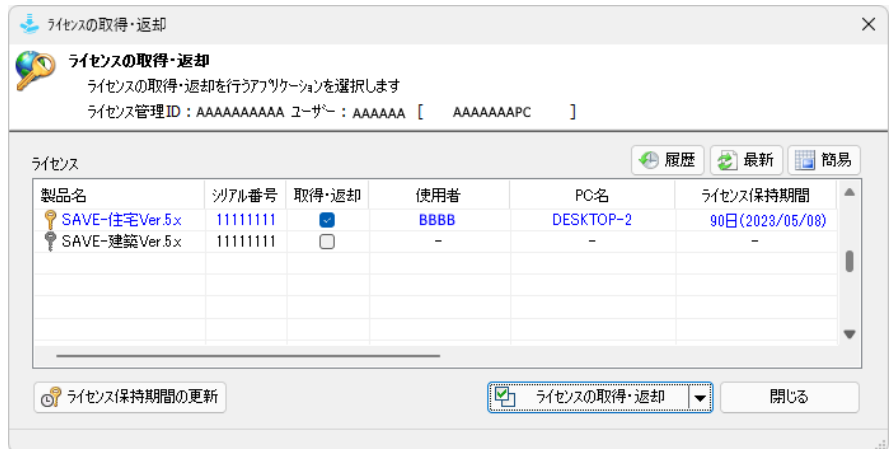 ライセンスの取得・返却
ライセンスの取得・返却
ライセンスの取得・返却を行うアプリケーションを選択します
ライセンス管理ID：AAAAAAAAAA ユーザー：AAAAAA [ AAAAAAAPC ]
ライセンス 履歴 最新 簡易
製品名 シリアル番号 取得・返却 使用者 PC名 ライセンス保持期間
SAVE-住宅Ver.5.x 11111111 BBBB DESKTOP-2 90日(2023/05/08)
SAVE-建築Ver.5.x 11111111 - - -
ライセンス保持期間の更新 ライセンスの取得・返却 閉じる